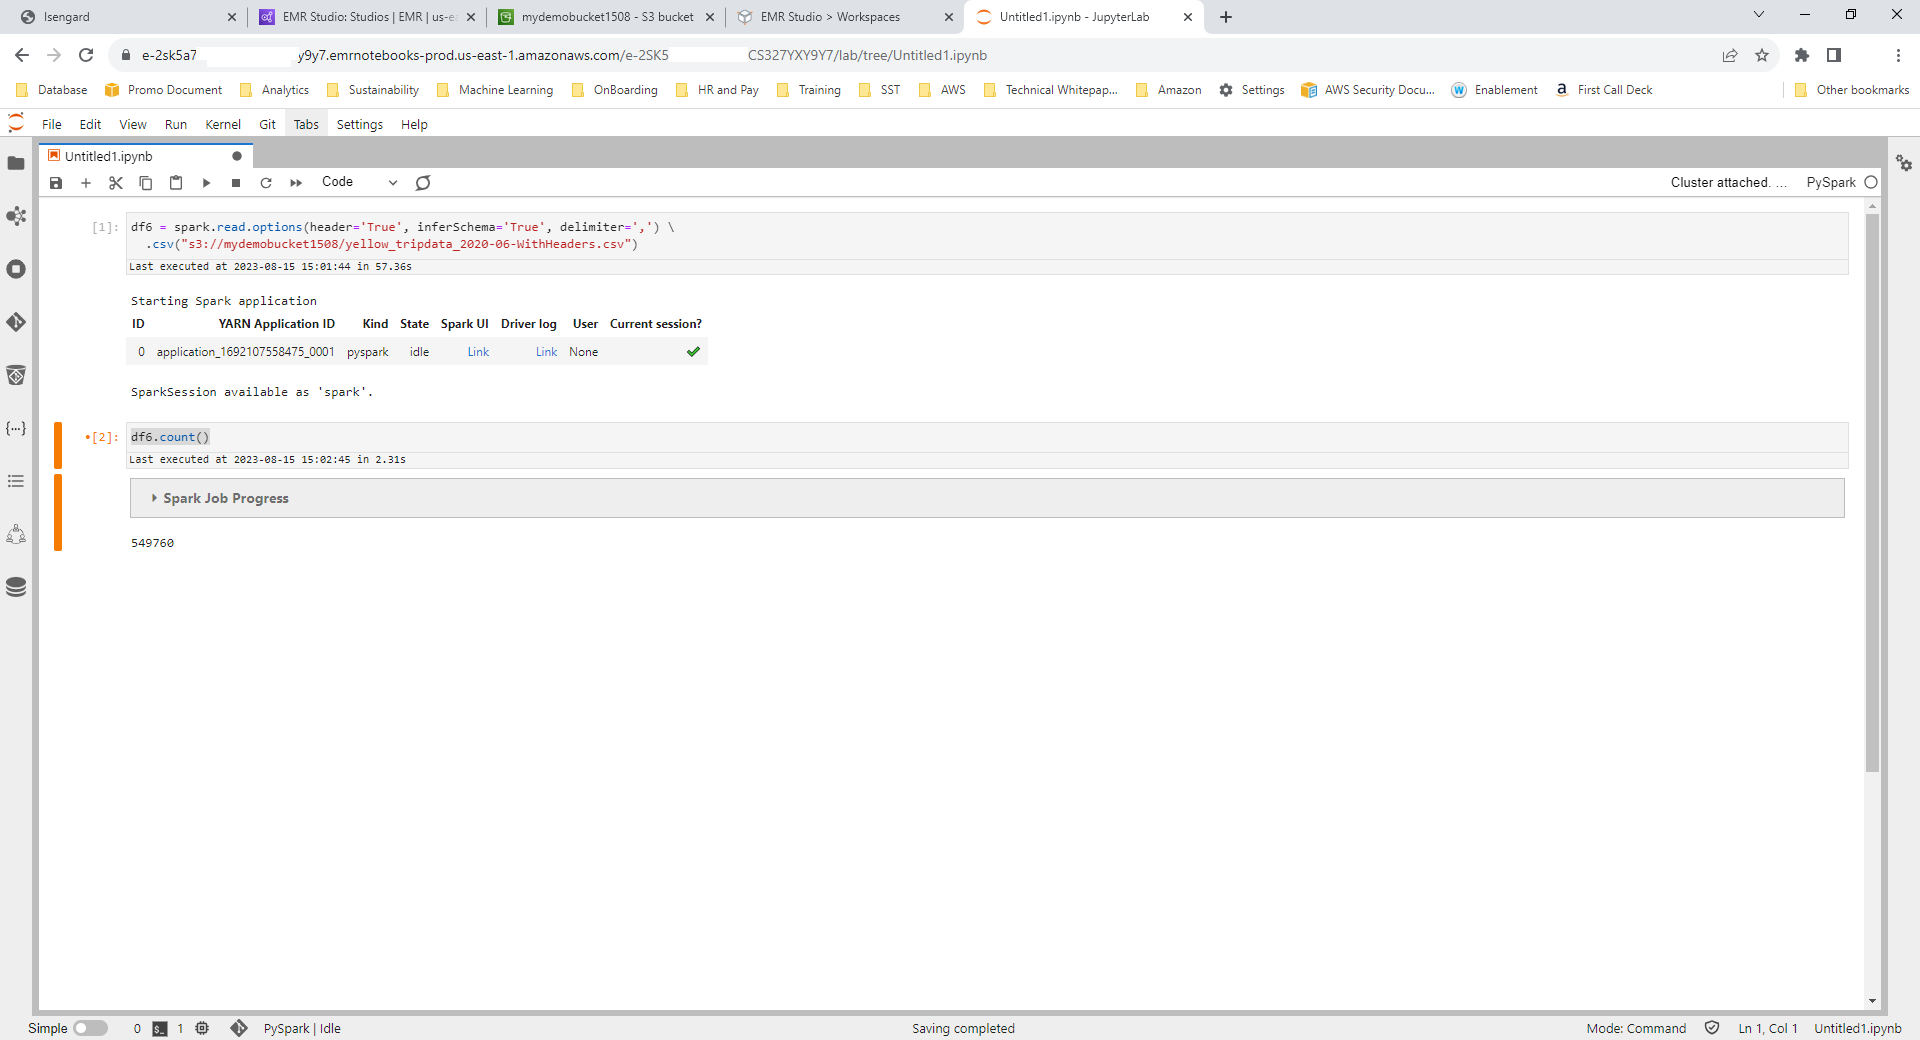 Isengard
EMR Studio: Studios | EMR | us-ea
mydemobucket1508 - S3 bucket
EMR Studio > Workspaces
Untitled1.ipynb - JupyterLab
e-2sk5a7 y9y7.emrnotebooks-prod.us-east-1.amazonaws.com/e-2SK5 CS327YXY9Y7/lab/tree/Untitled1.ipynb
Database Promo Document Analytics Sustainability Machine Learning OnBoarding HR and Pay Training SST AWS Technical Whitepap... Amazon Settings AWS Security Docu... Enablement First Call Deck Other bookmarks
File Edit View Run Kernel Git Tabs Settings Help
Untitled1.ipynb
Code Cluster attached. ... PySpark
[1]: df6 = spark.read.options(header='True', inferSchema='True', delimiter=',') \
.csv("s3://mydemobucket1508/yellow_tripdata_2020-06-WithHeaders.csv")
Last executed at 2023-08-15 15:01:44 in 57.36s
Starting Spark application
ID YARN Application ID Kind State Spark UI Driver log User Current session?
0 application_1692107558475_0001 pyspark idle Link Link None ✔
SparkSession available as 'spark'.
•[2]: df6.count()
Last executed at 2023-08-15 15:02:45 in 2.31s
Spark Job Progress
549760
Simple 0 1 PySpark | Idle Saving completed Mode: Command Ln 1, Col 1 Untitled1.ipynb